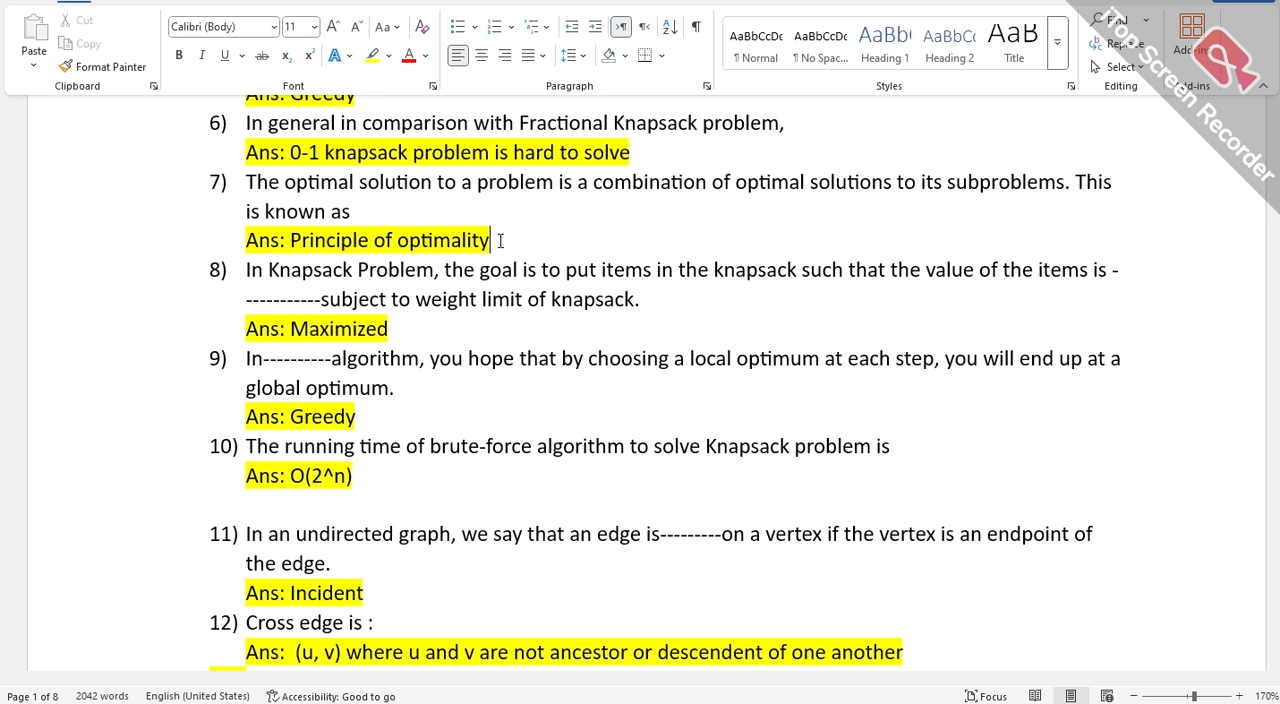 Cut
Copy
Paste
Format Painter
Clipboard
Calibri (Body)
11
Font
Paragraph
AaBbCcDc
¶ Normal
AaBbCcDc
¶ No Spac...
AaBb(
Heading 1
AaBbCc
Heading 2
AaB
Title
Styles
Find
Replace
Select
Editing
Add-ins
Add-ins
iTop Screen Recorder
Ans: Greedy
6) In general in comparison with Fractional Knapsack problem,
Ans: 0-1 knapsack problem is hard to solve
7) The optimal solution to a problem is a combination of optimal solutions to its subproblems. This
is known as
Ans: Principle of optimality
8) In Knapsack Problem, the goal is to put items in the knapsack such that the value of the items is -
-----------subject to weight limit of knapsack.
Ans: Maximized
9) In----------algorithm, you hope that by choosing a local optimum at each step, you will end up at a
global optimum.
Ans: Greedy
10) The running time of brute-force algorithm to solve Knapsack problem is
Ans: O(2^n)
11) In an undirected graph, we say that an edge is---------on a vertex if the vertex is an endpoint of
the edge.
Ans: Incident
12) Cross edge is :
Ans: (u, v) where u and v are not ancestor or descendent of one another
Page 1 of 8
2042 words
English (United States)
Accessibility: Good to go
Focus
170%